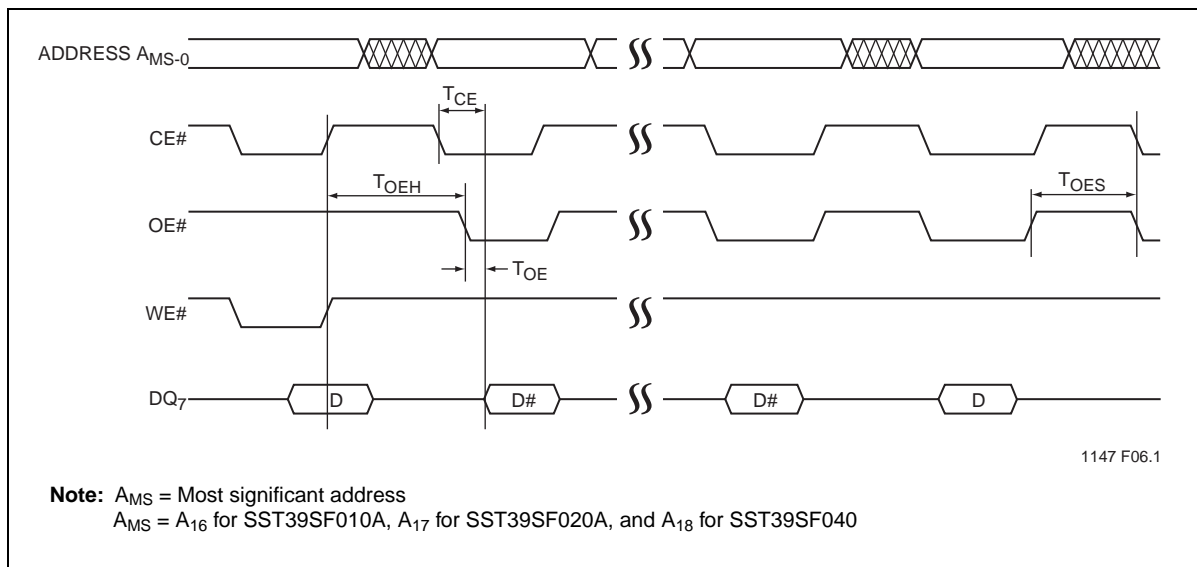 ADDRESS AMS-0
TCE
CE#
TOEH
TOES
OE#
TOE
WE#
DQ7
D
D#
D#
D
1147 F06.1
Note: AMS = Most significant address
AMS = A16 for SST39SF010A, A17 for SST39SF020A, and A18 for SST39SF040